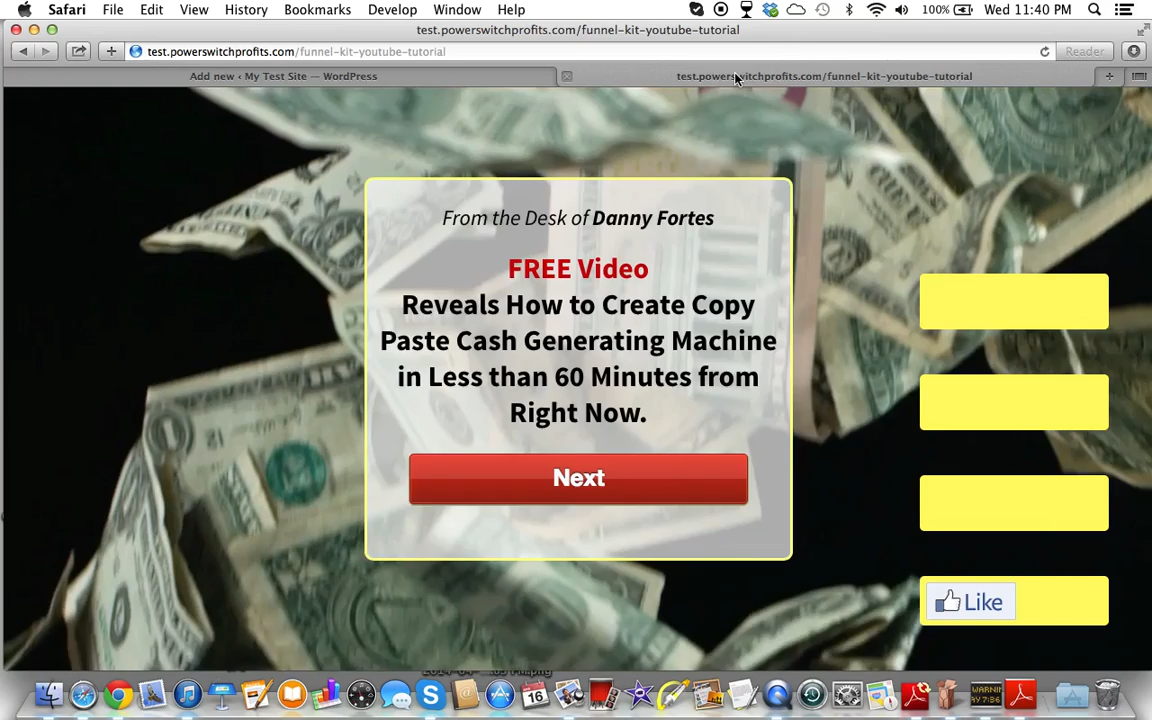 Safari File Edit View History Bookmarks Develop Window Help 100% Wed 11:40 PM
test.powerswitchprofits.com/funnel-kit-youtube-tutorial
test.powerswitchprofits.com/funnel-kit-youtube-tutorial Reader
Add new ‹ My Test Site — WordPress test.powerswitchprofits.com/funnel-kit-youtube-tutorial
From the Desk of Danny Fortes
FREE Video
Reveals How to Create Copy
Paste Cash Generating Machine
in Less than 60 Minutes from
Right Now.
Next
Like
16